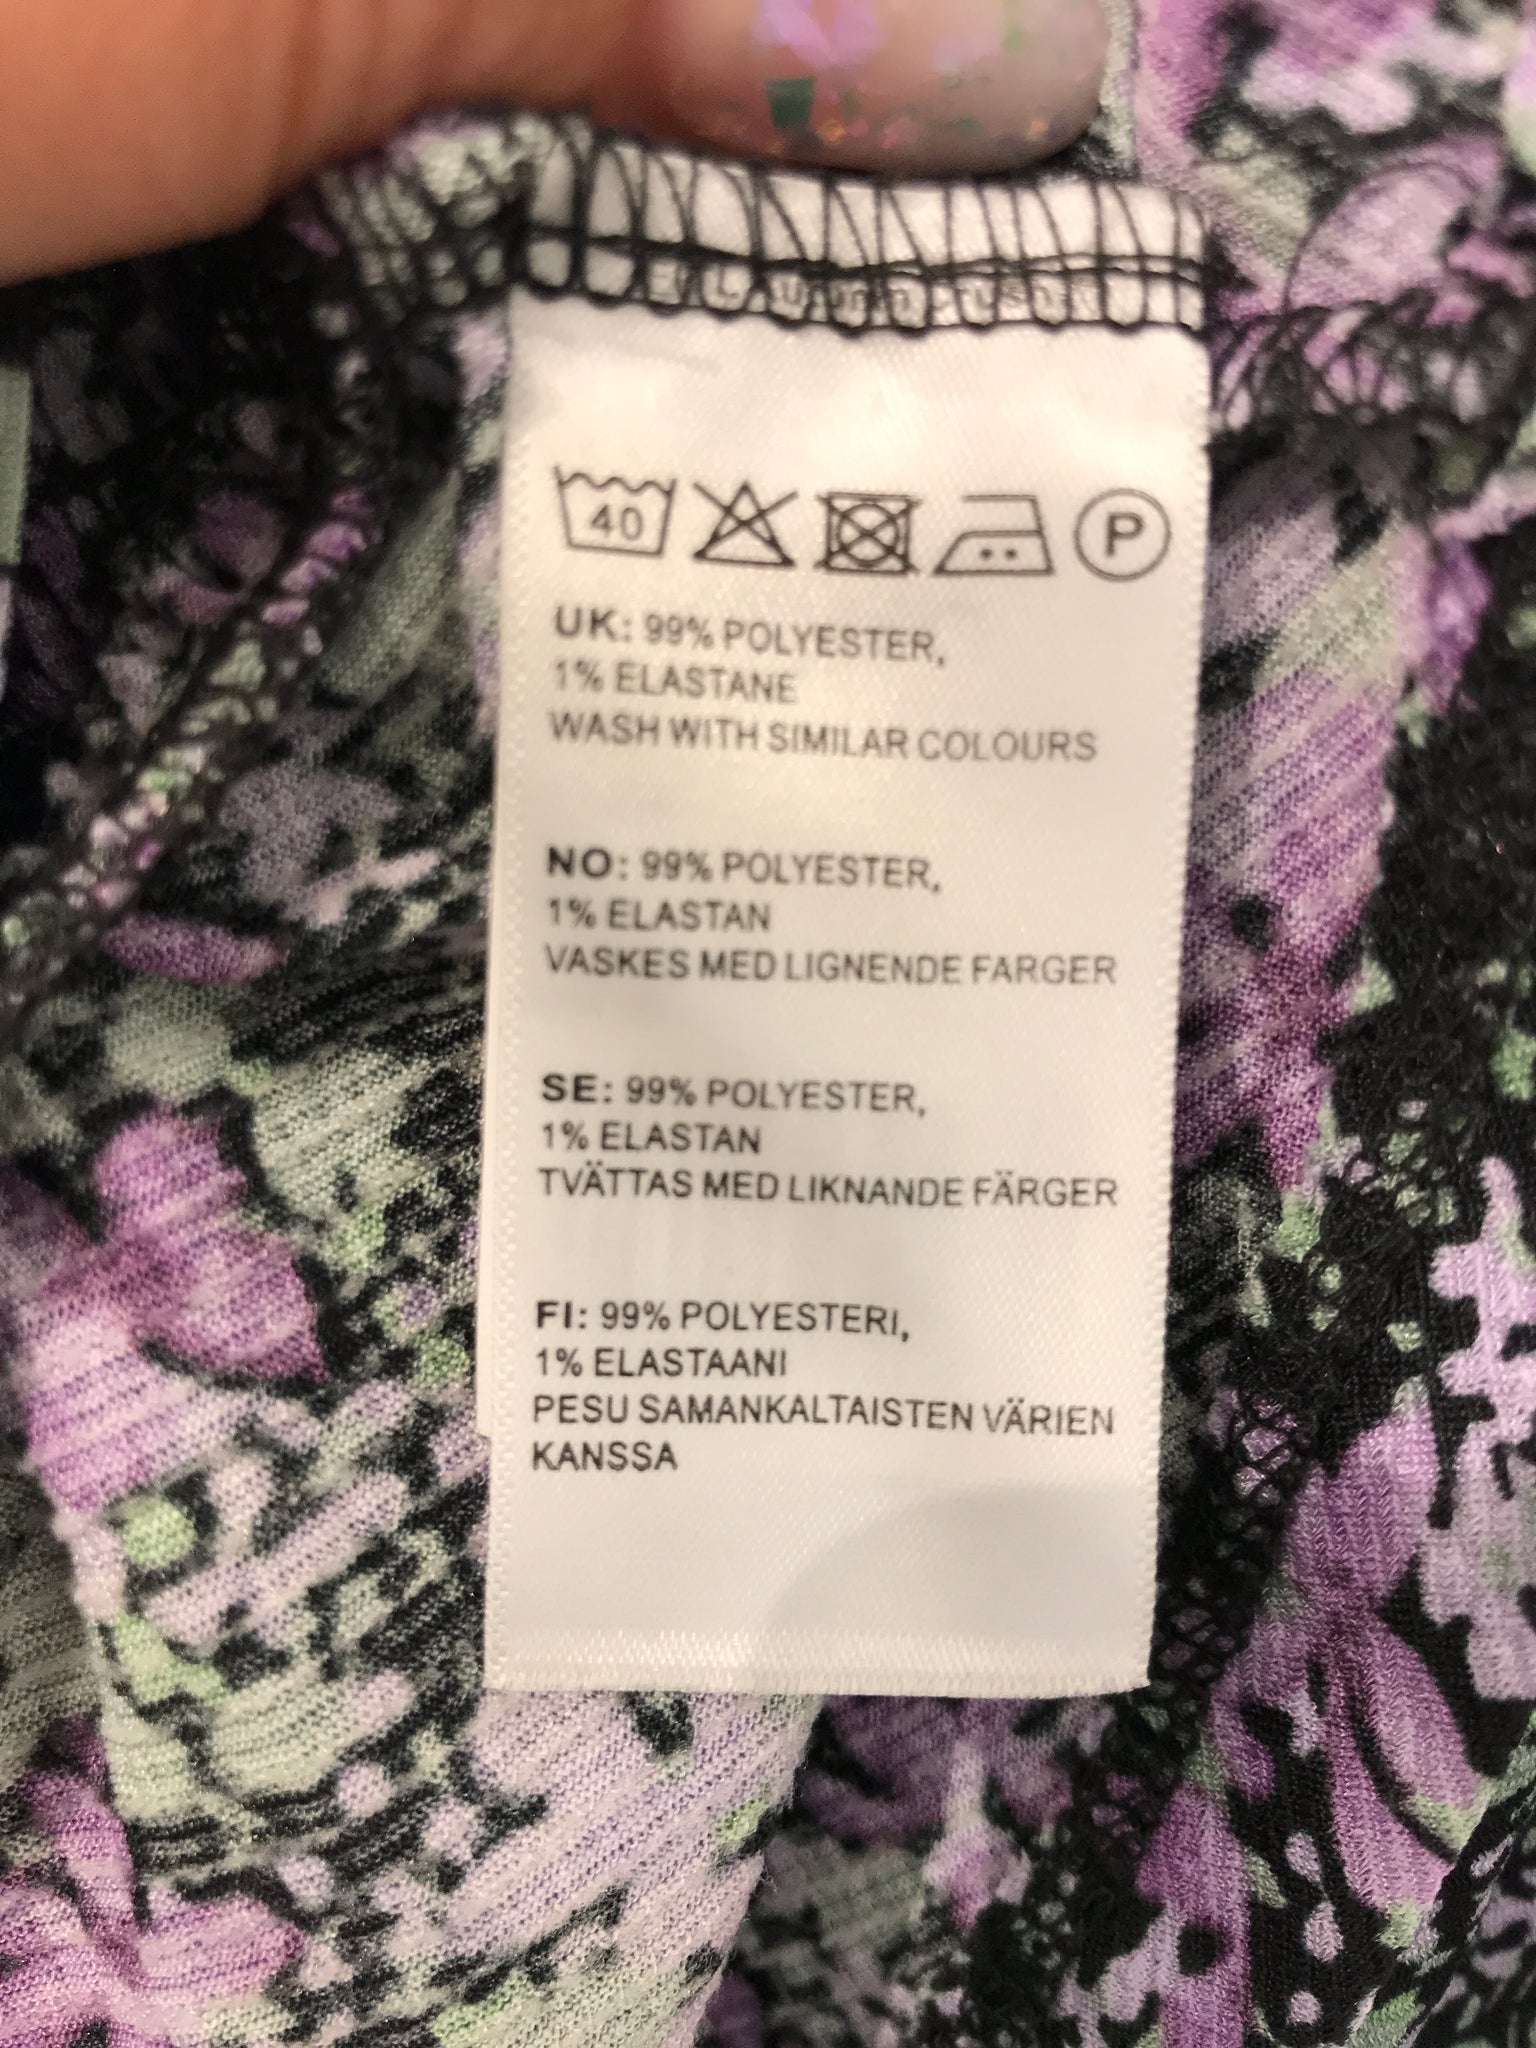 40
P
UK: 99% POLYESTER,
1% ELASTANE
WASH WITH SIMILAR COLOURS
NO: 99% POLYESTER,
1% ELASTAN
VASKES MED LIGNENDE FARGER
SE: 99% POLYESTER,
1% ELASTAN
TVÄTTAS MED LIKNANDE FÄRGER
FI: 99% POLYESTERI,
1% ELASTAANI
PESU SAMANKALTAISTEN VÄRIEN
KANSSA